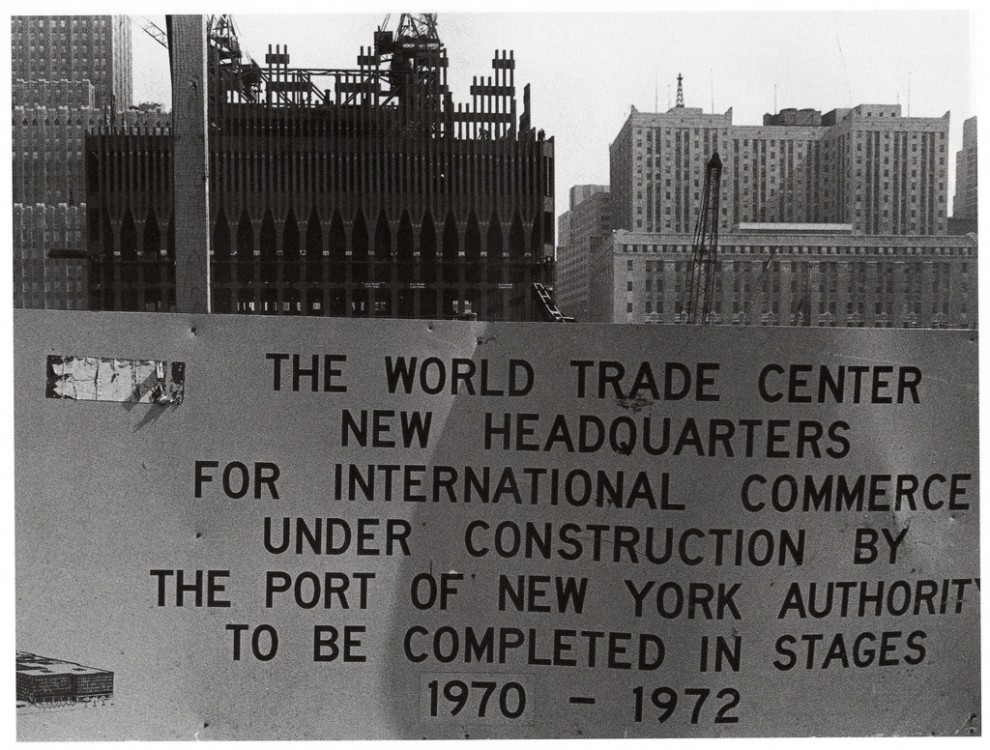 THE WORLD TRADE CENTER
NEW HEADQUARTERS
FOR INTERNATIONAL COMMERCE
UNDER CONSTRUCTION BY
THE PORT OF NEW YORK AUTHORITY
TO BE COMPLETED IN STAGES
1970 - 1972